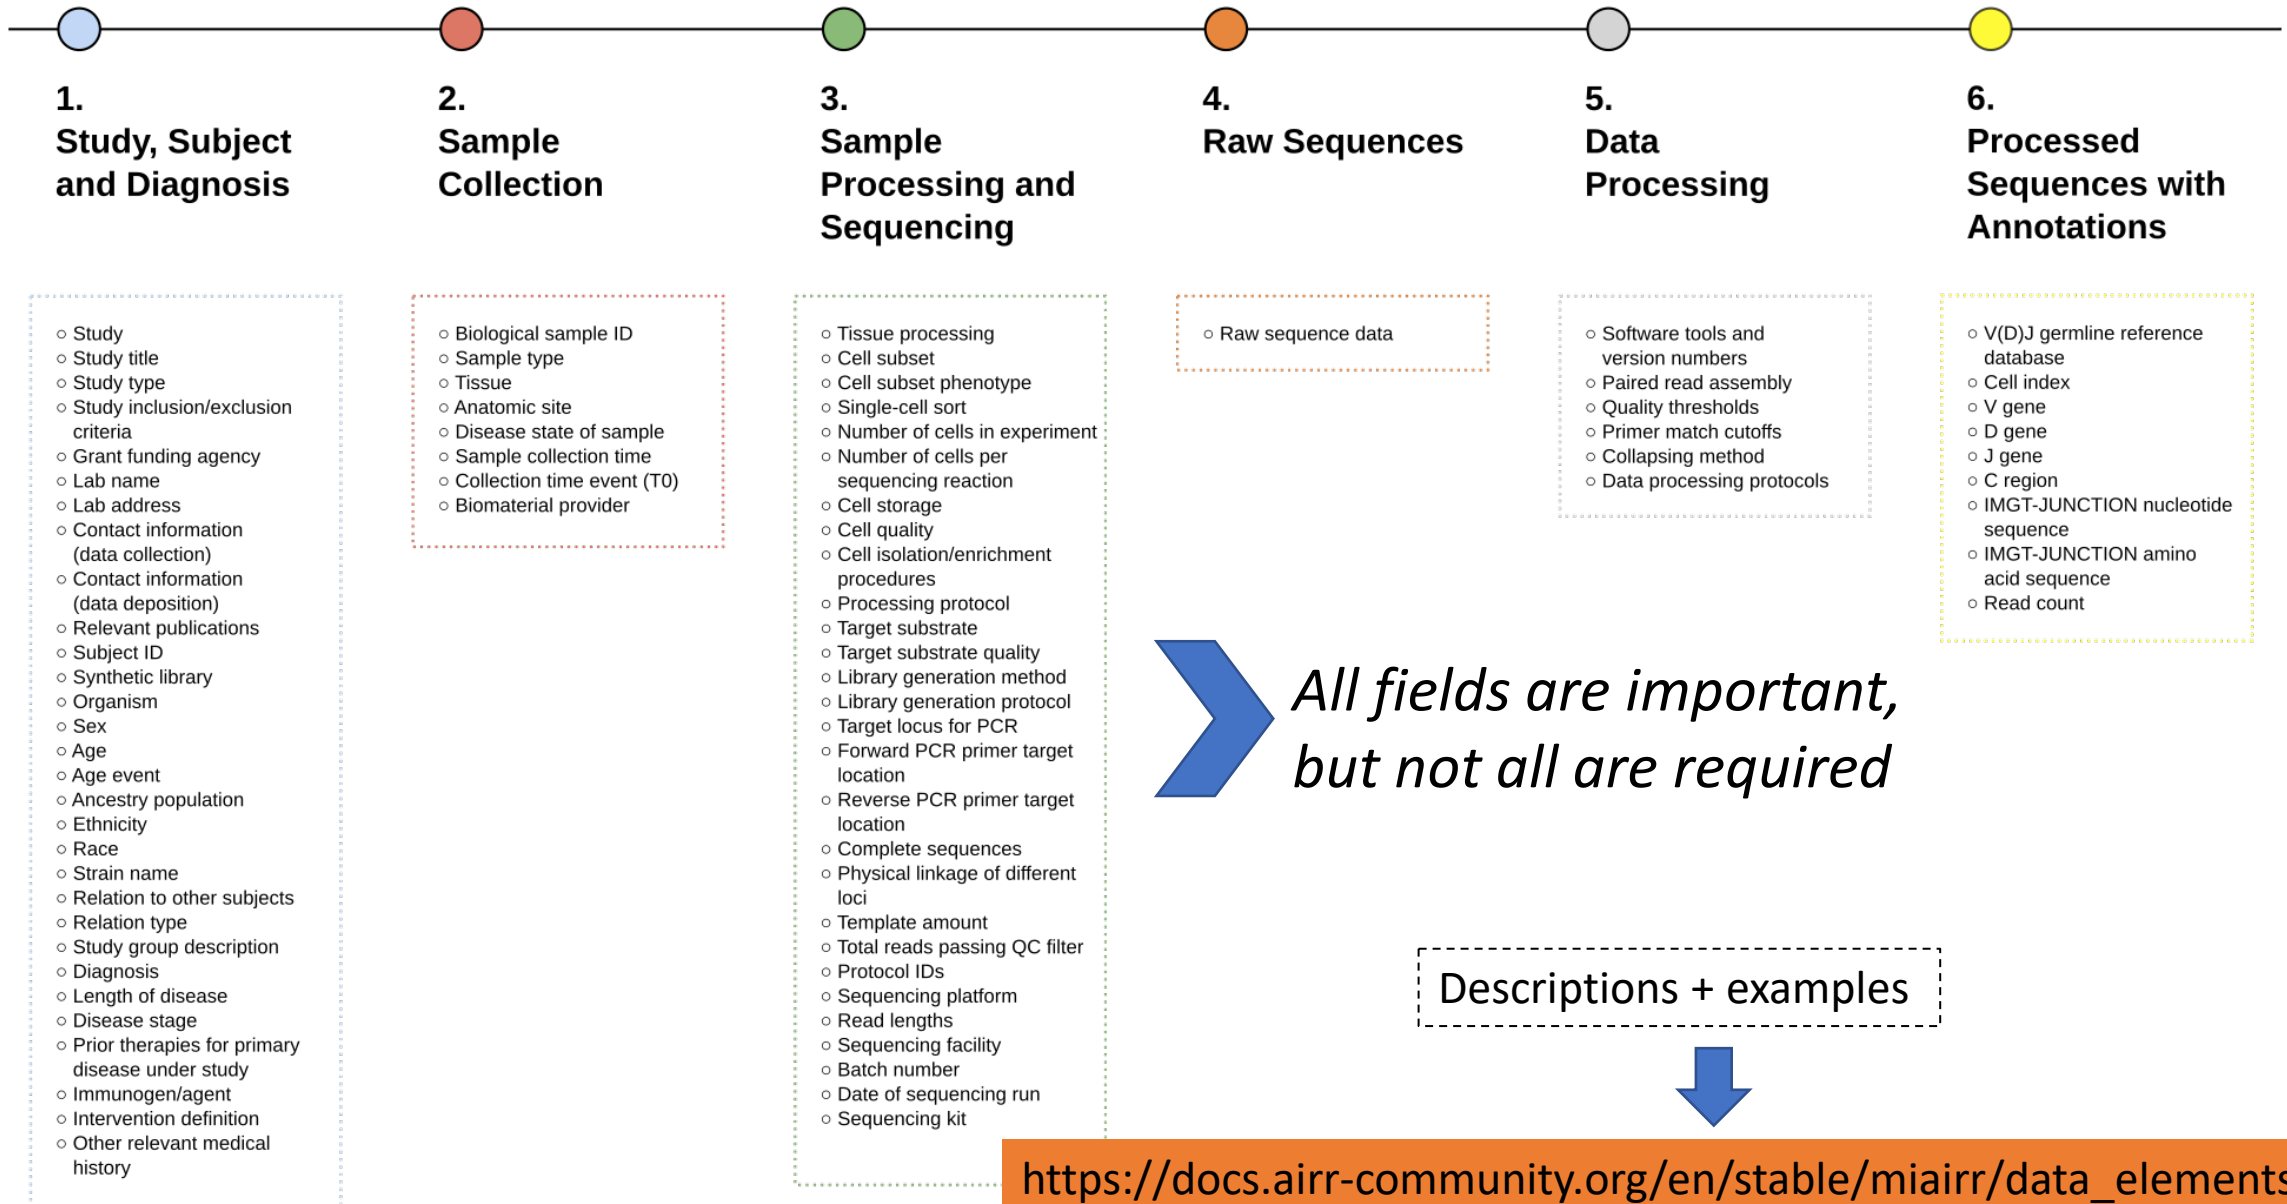 1.
Study, Subject
and Diagnosis
○ Study
○ Study title
○ Study type
○ Study inclusion/exclusion
criteria
○ Grant funding agency
○ Lab name
○ Lab address
○ Contact information
(data collection)
○ Contact information
(data deposition)
○ Relevant publications
○ Subject ID
○ Synthetic library
○ Organism
○ Sex
○ Age
○ Age event
○ Ancestry population
○ Ethnicity
○ Race
○ Strain name
○ Relation to other subjects
○ Relation type
○ Study group description
○ Diagnosis
○ Length of disease
○ Disease stage
○ Prior therapies for primary
disease under study
○ Immunogen/agent
○ Intervention definition
○ Other relevant medical
history
2.
Sample
Collection
○ Biological sample ID
○ Sample type
○ Tissue
○ Anatomic site
○ Disease state of sample
○ Sample collection time
○ Collection time event (T0)
○ Biomaterial provider
3.
Sample
Processing and
Sequencing
○ Tissue processing
○ Cell subset
○ Cell subset phenotype
○ Single-cell sort
○ Number of cells in experiment
○ Number of cells per
sequencing reaction
○ Cell storage
○ Cell quality
○ Cell isolation/enrichment
procedures
○ Processing protocol
○ Target substrate
○ Target substrate quality
○ Library generation method
○ Library generation protocol
○ Target locus for PCR
○ Forward PCR primer target
location
○ Reverse PCR primer target
location
○ Complete sequences
○ Physical linkage of different
loci
○ Template amount
○ Total reads passing QC filter
○ Protocol IDs
○ Sequencing platform
○ Read lengths
○ Sequencing facility
○ Batch number
○ Date of sequencing run
○ Sequencing kit
4.
Raw Sequences
○ Raw sequence data
5.
Data
Processing
○ Software tools and
version numbers
○ Paired read assembly
○ Quality thresholds
○ Primer match cutoffs
○ Collapsing method
○ Data processing protocols
6.
Processed
Sequences with
Annotations
○ V(D)J germline reference
database
○ Cell index
○ V gene
○ D gene
○ J gene
○ C region
○ IMGT-JUNCTION nucleotide
sequence
○ IMGT-JUNCTION amino
acid sequence
○ Read count
All fields are important,
but not all are required
Descriptions + examples
https://docs.airr-community.org/en/stable/miairr/data_elements